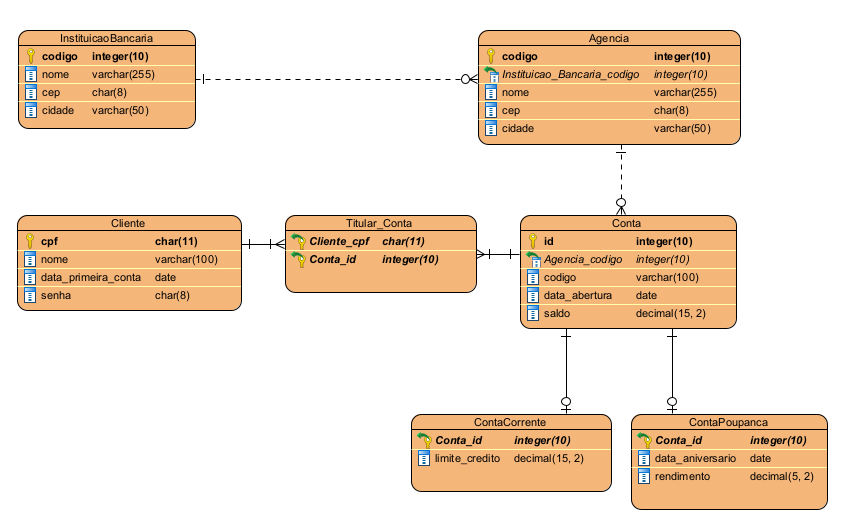 InstituicaoBancaria
codigo integer(10)
nome varchar(255)
cep char(8)
cidade varchar(50)
Agencia
codigo integer(10)
Instituicao_Bancaria_codigo integer(10)
nome varchar(255)
cep char(8)
cidade varchar(50)
Cliente
cpf char(11)
nome varchar(100)
data_primeira_conta date
senha char(8)
Titular_Conta
Cliente_cpf char(11)
Conta_id integer(10)
Conta
id integer(10)
Agencia_codigo integer(10)
codigo varchar(100)
data_abertura date
saldo decimal(15, 2)
ContaCorrente
Conta_id integer(10)
limite_credito decimal(15, 2)
ContaPoupanca
Conta_id integer(10)
data_aniversario date
rendimento decimal(5, 2)